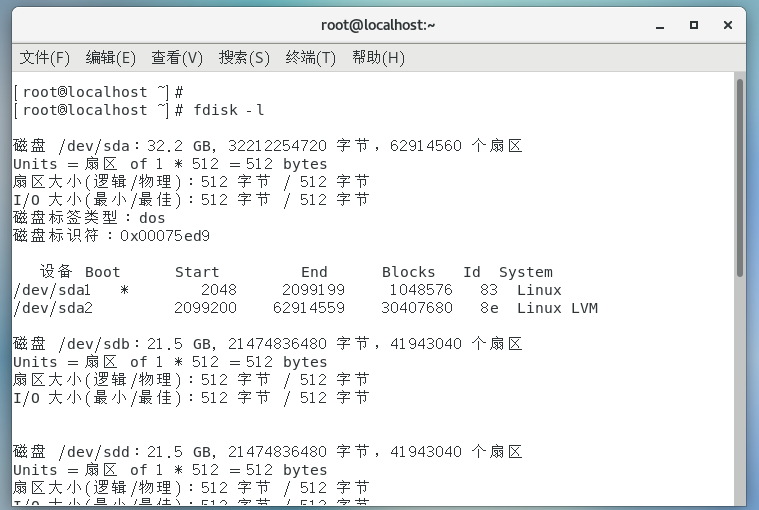 root@localhost:~
文件(F) 编辑(E) 查看(V) 搜索(S) 终端(T) 帮助(H)
[root@localhost ~]#
[root@localhost ~]# fdisk -l
磁盘 /dev/sda：32.2 GB, 32212254720 字节，62914560 个扇区
Units = 扇区 of 1 * 512 = 512 bytes
扇区大小(逻辑/物理)：512 字节 / 512 字节
I/O 大小(最小/最佳)：512 字节 / 512 字节
磁盘标签类型：dos
磁盘标识符：0x00075ed9
设备 Boot Start End Blocks Id System
/dev/sda1 * 2048 2099199 1048576 83 Linux
/dev/sda2 2099200 62914559 30407680 8e Linux LVM
磁盘 /dev/sdb：21.5 GB, 21474836480 字节，41943040 个扇区
Units = 扇区 of 1 * 512 = 512 bytes
扇区大小(逻辑/物理)：512 字节 / 512 字节
I/O 大小(最小/最佳)：512 字节 / 512 字节
磁盘 /dev/sdd：21.5 GB, 21474836480 字节，41943040 个扇区
Units = 扇区 of 1 * 512 = 512 bytes
扇区大小(逻辑/物理)：512 字节 / 512 字节
I/O 大小(最小/最佳)：512 字节 / 512 字节